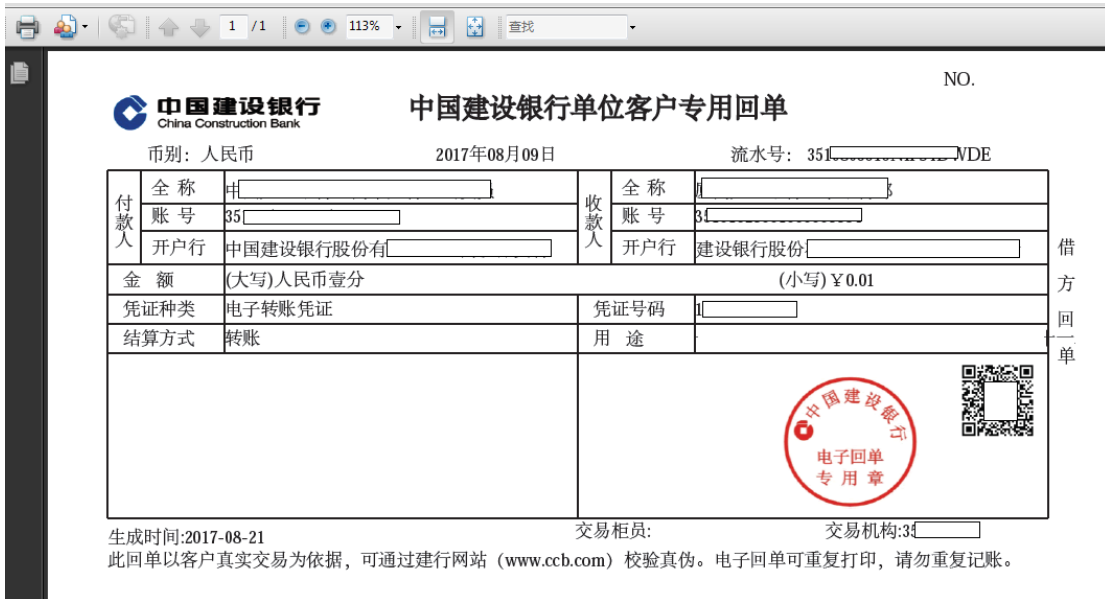 1 /1 113% 查找
NO.
中国建设银行
China Construction Bank
中国建设银行单位客户专用回单
币别：人民币 2017年08月09日 流水号： 351 VDE
付款人 全 称 收款人 全 称
账 号 35 账 号 35
开户行 中国建设银行股份有 开户行 建设银行股份
金 额 (大写)人民币壹分 (小写)￥0.01
凭证种类 电子转账凭证 凭证号码 1
结算方式 转账 用 途
借方回单
中国建设银行
电子回单
专用章
生成时间:2017-08-21 交易柜员: 交易机构:35
此回单以客户真实交易为依据，可通过建行网站（www.ccb.com）校验真伪。电子回单可重复打印，请勿重复记账。